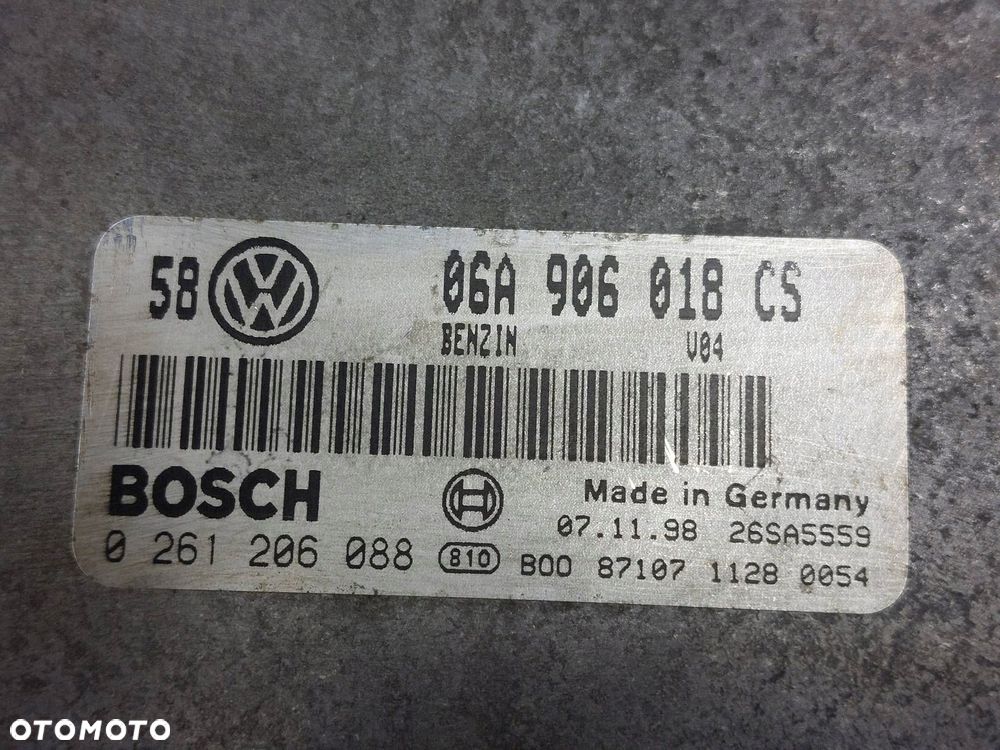 58 VW 06A 906 018 CS
BENZIN V04
BOSCH
Made in Germany
07.11.98 26SA5559
0 261 206 088 810 B00 87107 1128 0054
OTOMOTO